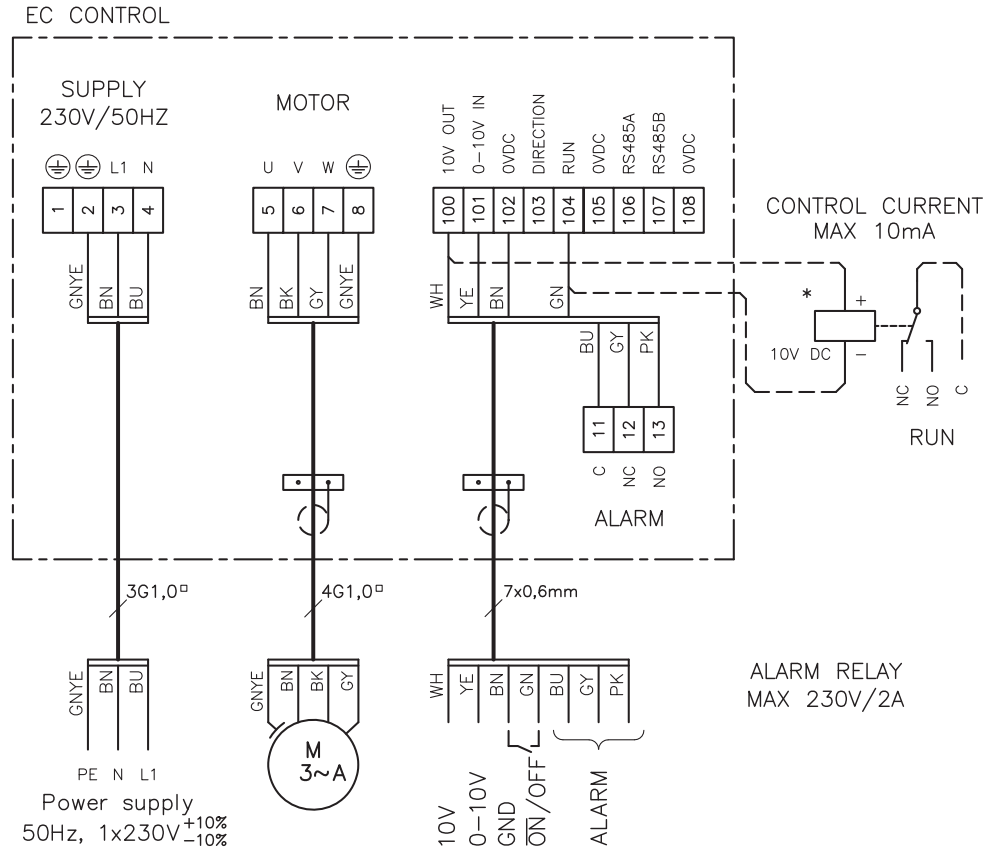 EC CONTROL
SUPPLY
230V/50HZ
MOTOR
10V OUT
0-10V IN
0VDC
DIRECTION
RUN
0VDC
RS485A
RS485B
0VDC
L1 N
U V W
1 2 3 4
5 6 7 8
100 101 102 103 104 105 106 107 108
CONTROL CURRENT
MAX 10mA
GNYE BN BU
BN BK GY GNYE
WH YE BN GN
* +
10V DC -
BU GY PK
NC NO C
RUN
11 12 13
C NC NO
ALARM
3G1,0
4G1,0
7x0,6mm
GNYE BN BU
GNYE BN BK GY
WH YE BN GN BU GY PK
ALARM RELAY
MAX 230V/2A
M
3~A
PE N L1
Power supply
50Hz, 1x230V +10%
-10%
10V
0-10V
GND
ON/OFF
ALARM